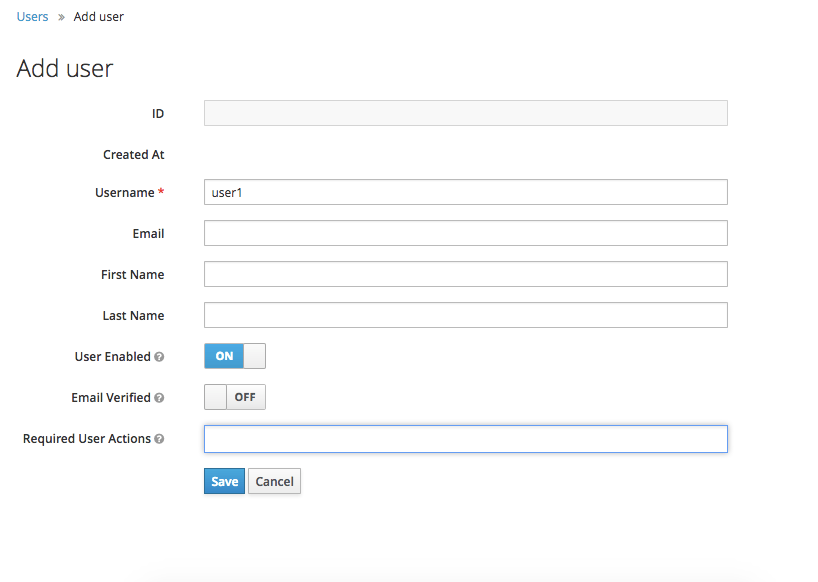 Users » Add user
Add user
ID
Created At
Username * user1
Email
First Name
Last Name
User Enabled ? ON
Email Verified ? OFF
Required User Actions ?
Save Cancel